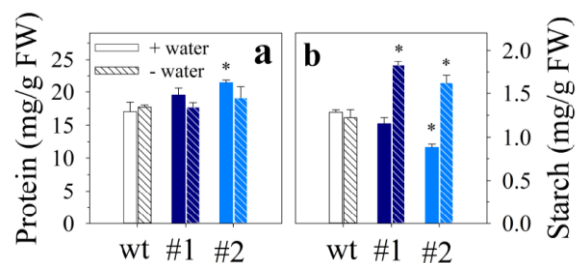 Protein (mg/g FW)
25
20
15
10
5
0
+ water
- water
a
*
wt #1 #2
b
*
*
*
wt #1 #2
2.0
1.5
1.0
0.5
0.0
Starch (mg/g FW)